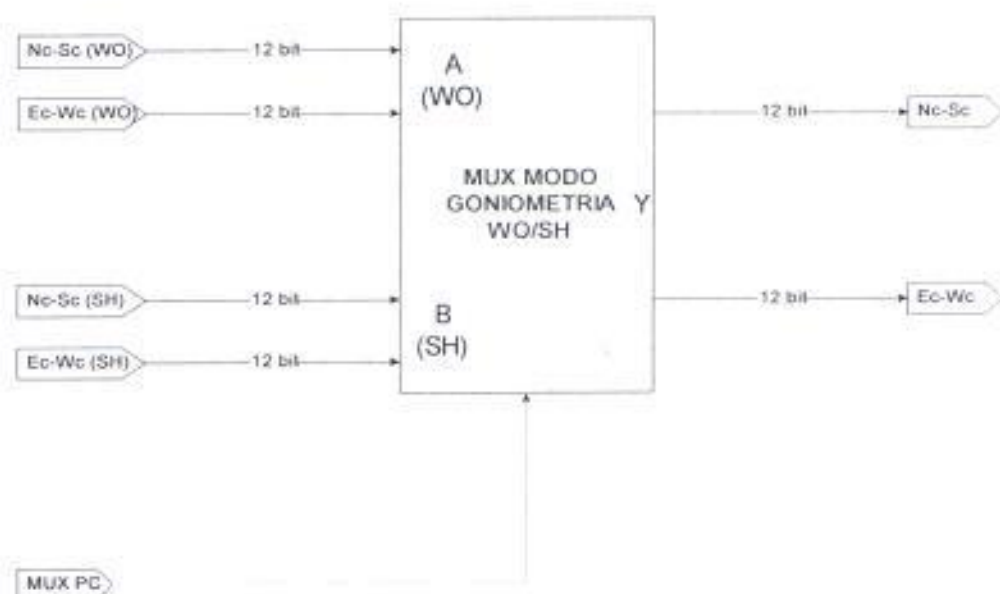 Nc-Sc (WO)
12 bit
Ec-Wc (WO)
12 bit
A
(WO)
12 bit
Nc-Sc
MUX MODO
GONIOMETRIA Y
WO/SH
Nc-Sc (SH)
12 bit
B
(SH)
12 bit
Ec-Wc
Ec-Wc (SH)
12 bit
MUX PC